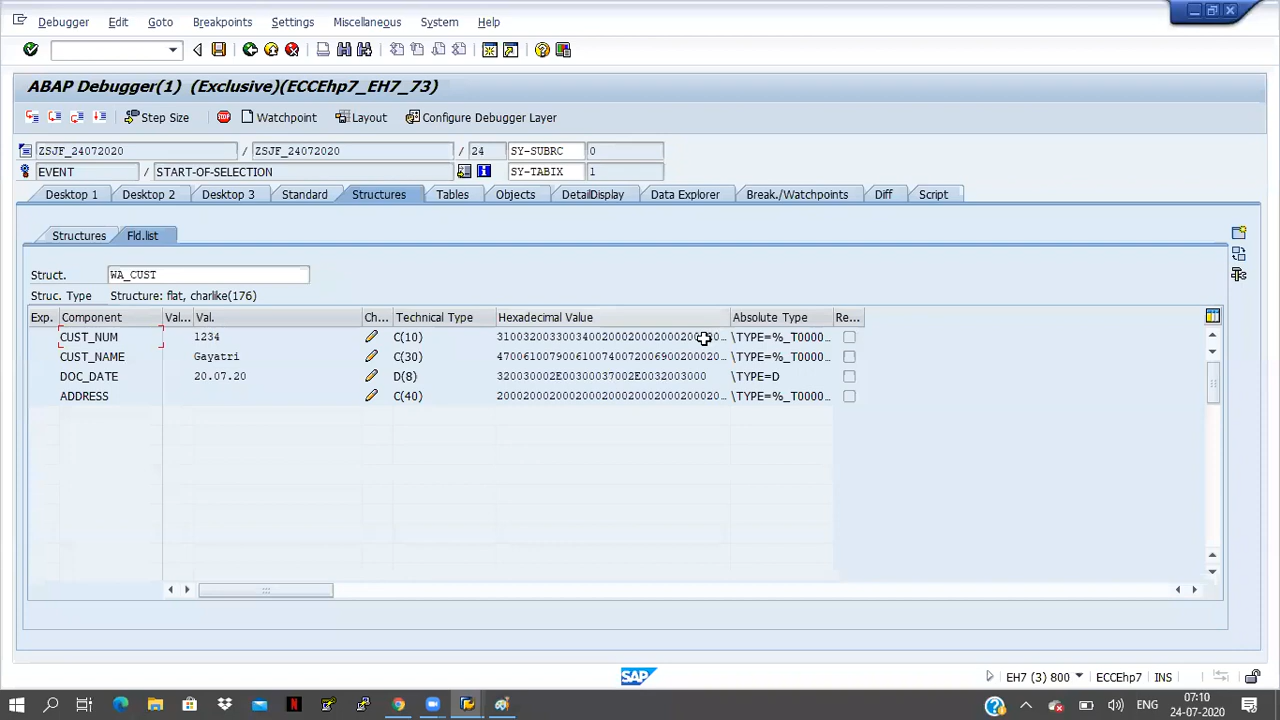 Debugger Edit Goto Breakpoints Settings Miscellaneous System Help
ABAP Debugger(1) (Exclusive)(ECCEhp7_EH7_73)
Step Size Watchpoint Layout Configure Debugger Layer
ZSJF_24072020 / ZSJF_24072020 / 24 SY-SUBRC 0
EVENT / START-OF-SELECTION SY-TABIX 1
Desktop 1 Desktop 2 Desktop 3 Standard Structures Tables Objects DetailDisplay Data Explorer Break./Watchpoints Diff Script
Structures Fld.list
Struct. WA_CUST
Struc. Type Structure: flat, charlike(176)
Exp. Component Val... Val. Ch... Technical Type Hexadecimal Value Absolute Type Re...
CUST_NUM 1234 C(10) \TYPE=%_T0000...
CUST_NAME Gayatri C(30) 4700610079006100740072006900200020... \TYPE=%_T0000...
DOC_DATE 20.07.20 D(8) 320030002E00300037002E0032003000 \TYPE=D
ADDRESS C(40) 2000200020002000200020002000200020... \TYPE=%_T0000...
SAP EH7 (3) 800 ECCEhp7 INS
ENG 07:10
24-07-2020